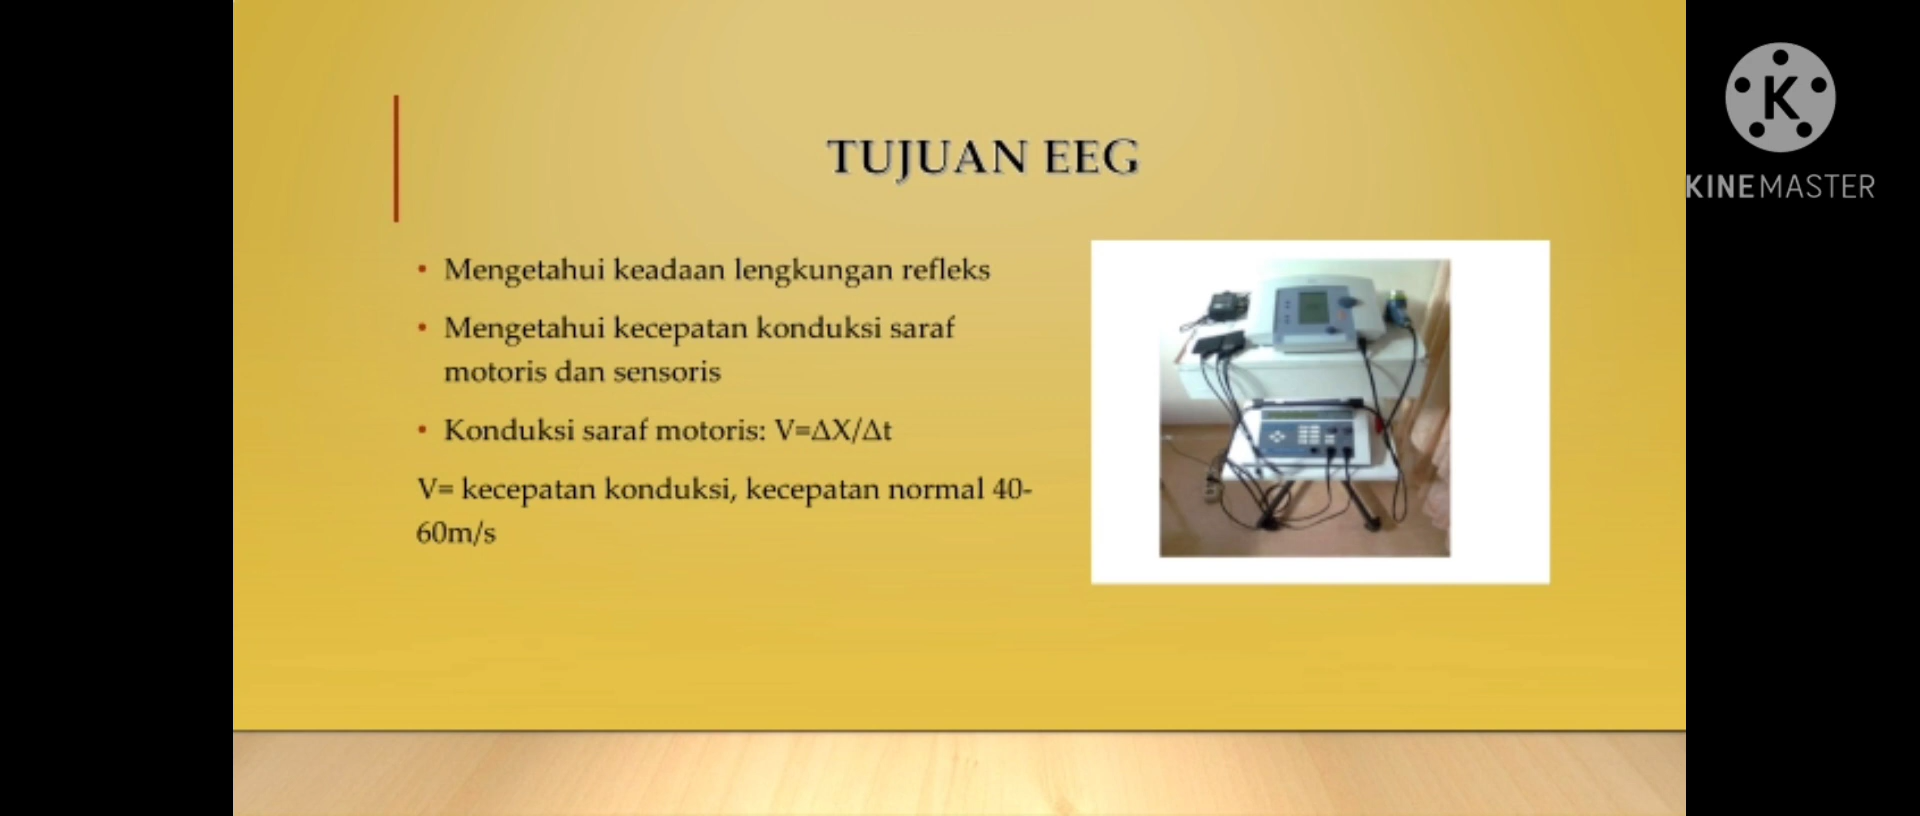 TUJUAN EEG
• Mengetahui keadaan lengkungan refleks
• Mengetahui kecepatan konduksi saraf
motoris dan sensoris
• Konduksi saraf motoris: V=ΔX/Δt
V= kecepatan konduksi, kecepatan normal 40-
60m/s
K
KINEMASTER